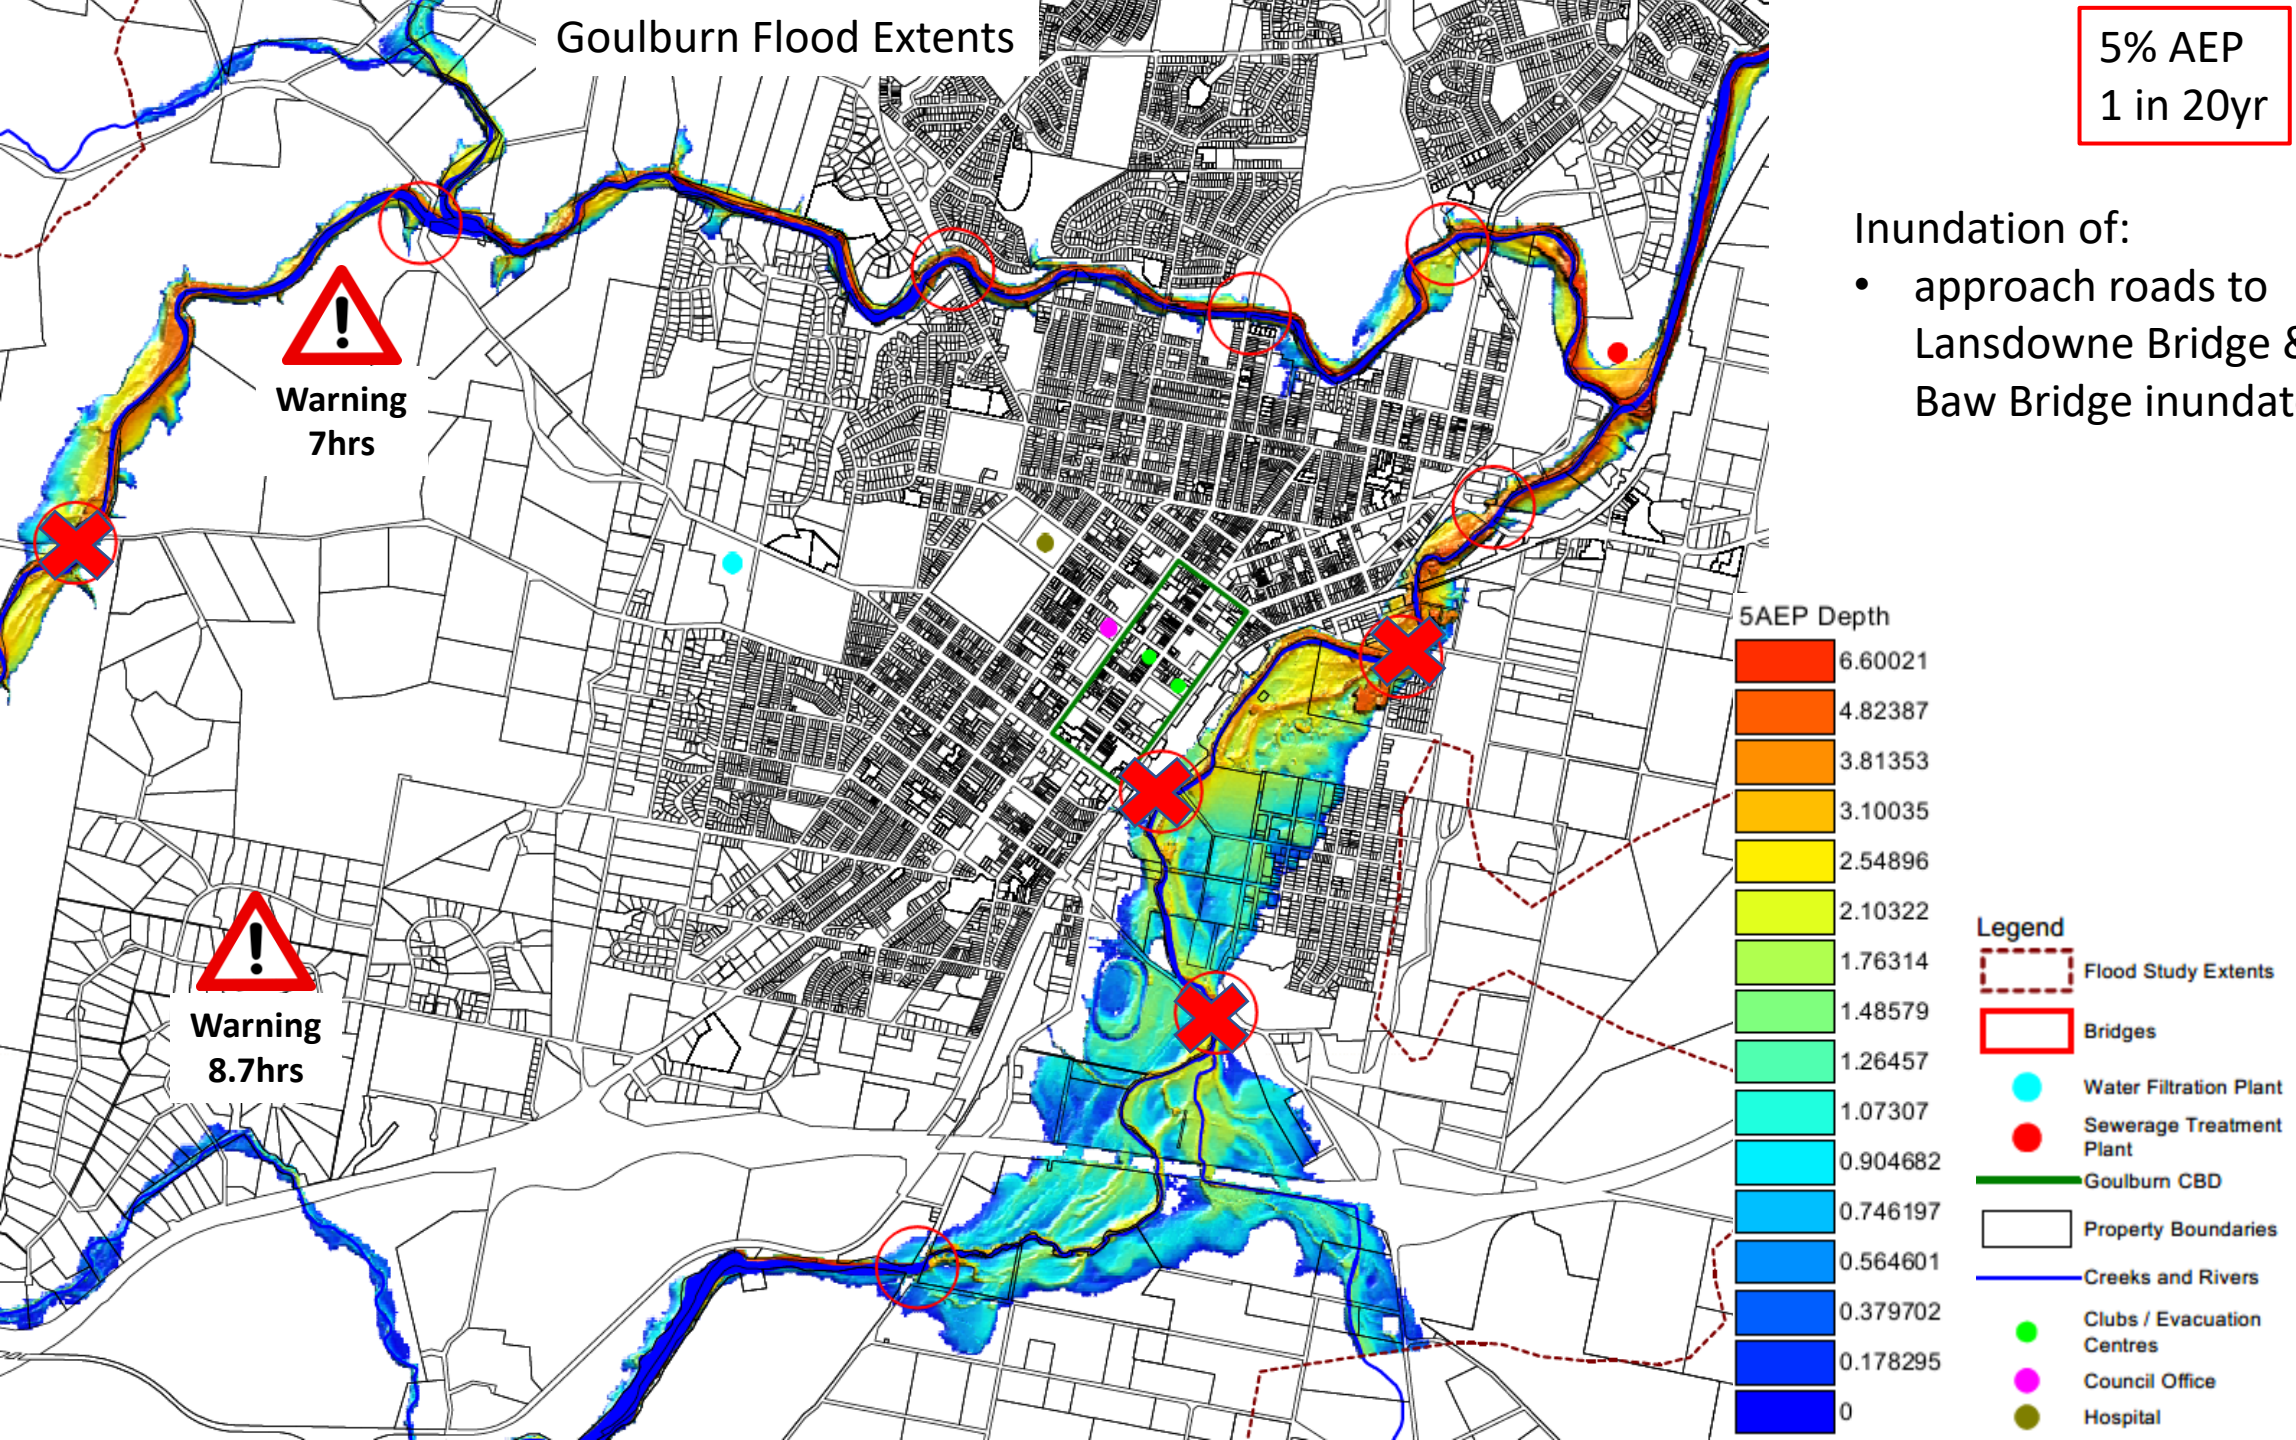 Goulburn Flood Extents
5% AEP
1 in 20yr
Inundation of:
• approach roads to
Lansdowne Bridge &
Baw Bridge inundat
Warning
7hrs
Warning
8.7hrs
5AEP Depth
6.60021
4.82387
3.81353
3.10035
2.54896
2.10322
1.76314
1.48579
1.26457
1.07307
0.904682
0.746197
0.564601
0.379702
0.178295
0
Legend
Flood Study Extents
Bridges
Water Filtration Plant
Sewerage Treatment
Plant
Goulburn CBD
Property Boundaries
Creeks and Rivers
Clubs / Evacuation
Centres
Council Office
Hospital